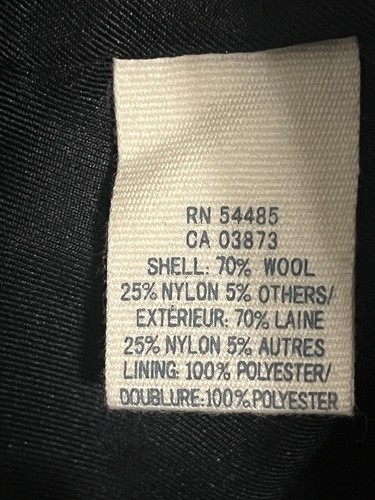 RN 54485
CA 03873
SHELL: 70% WOOL
25% NYLON 5% OTHERS/
EXTÉRIEUR: 70% LAINE
25% NYLON 5% AUTRES
LINING: 100% POLYESTER/
DOUBLURE:100% POLYESTER